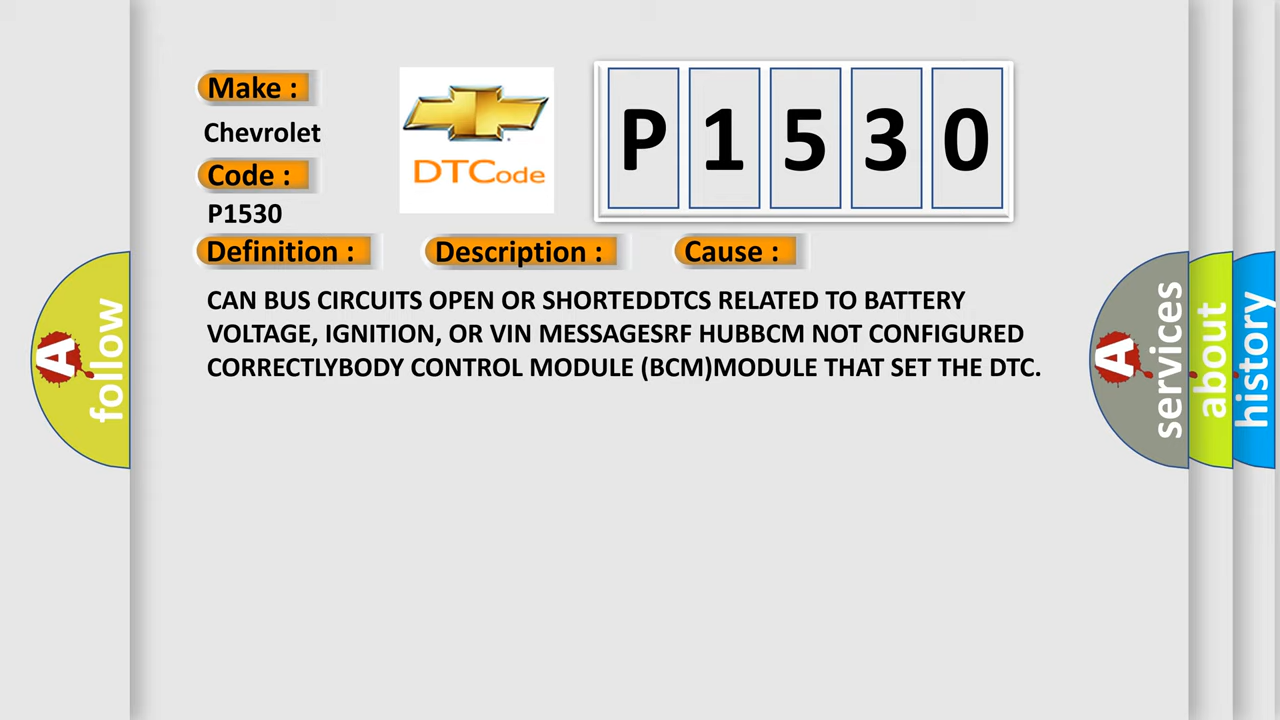 Make :
Chevrolet
Code :
P1530
DTCode
P 1 5 3 0
Definition :
Description :
Cause :
CAN BUS CIRCUITS OPEN OR SHORTEDDTCS RELATED TO BATTERY
VOLTAGE, IGNITION, OR VIN MESSAGESRF HUBBCM NOT CONFIGURED
CORRECTLYBODY CONTROL MODULE (BCM)MODULE THAT SET THE DTC.
A
follow
A
services
about
history